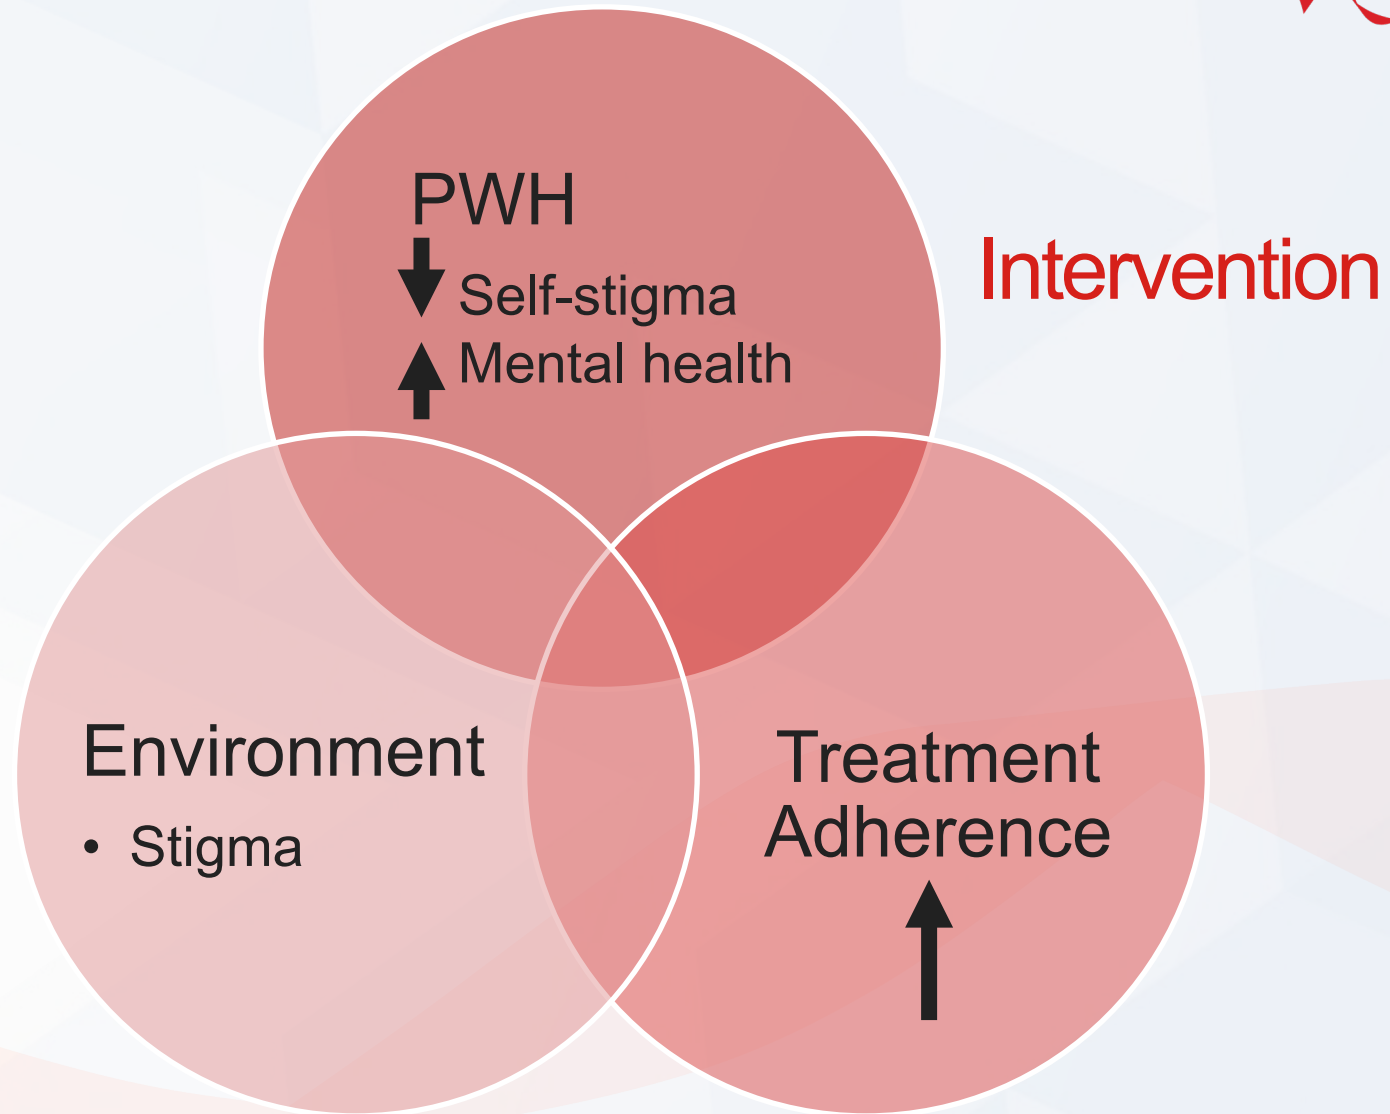 PWH
Self-stigma
Mental health
Intervention
Environment
• Stigma
Treatment
Adherence